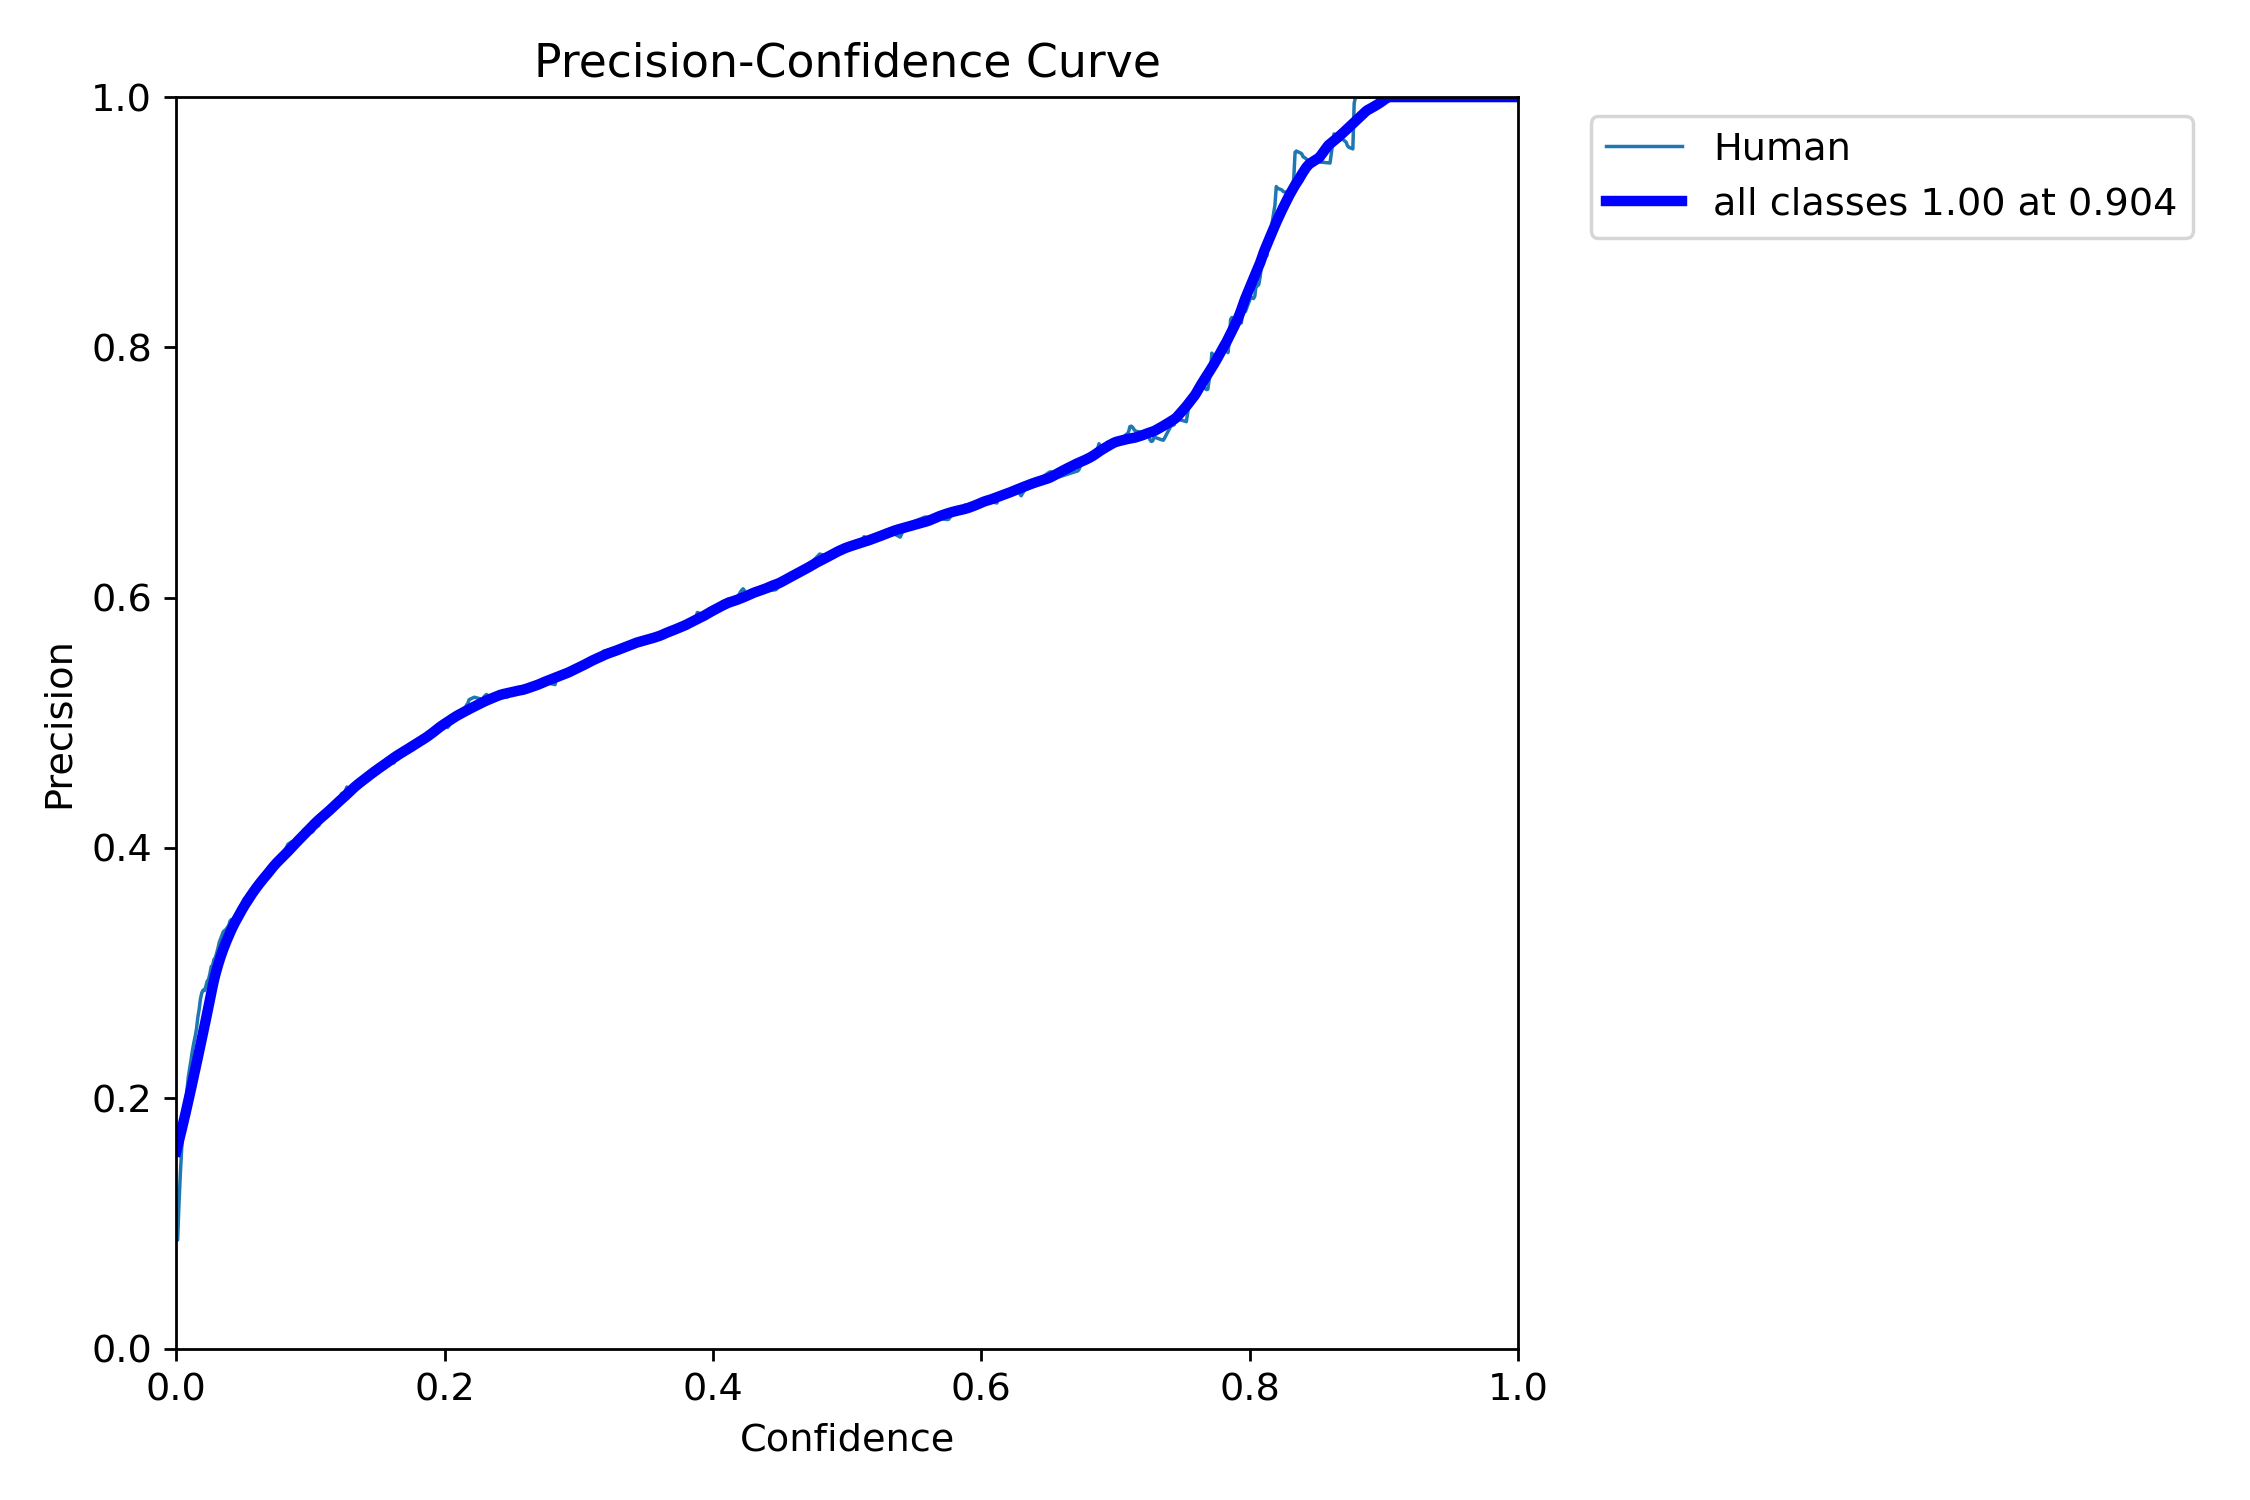 Precision-Confidence Curve
1.0
0.8
0.6
0.4
0.2
0.0
Precision
0.0 0.2 0.4 0.6 0.8 1.0
Confidence
Human
all classes 1.00 at 0.904